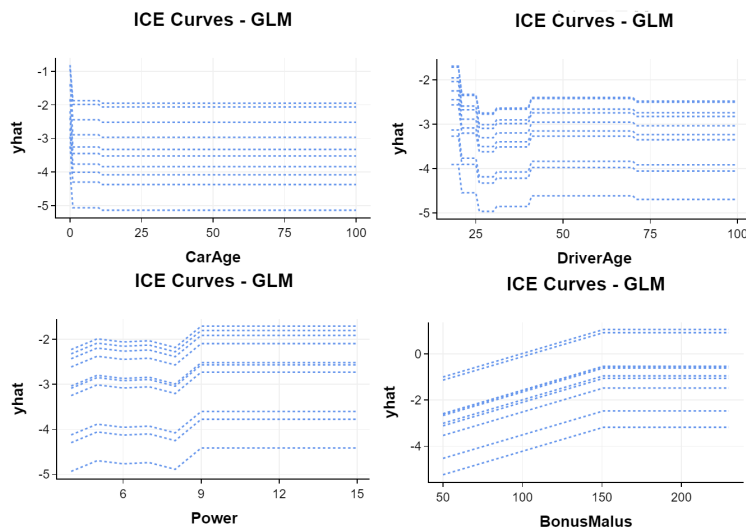 ICE Curves - GLM
-1
-2
-3
-4
-5
yhat
0
25
50
75
100
CarAge
ICE Curves - GLM
-2
-3
-4
-5
yhat
25
50
75
100
DriverAge
ICE Curves - GLM
-2
-3
-4
-5
yhat
6
9
12
15
Power
ICE Curves - GLM
0
-2
-4
yhat
50
100
150
200
BonusMalus